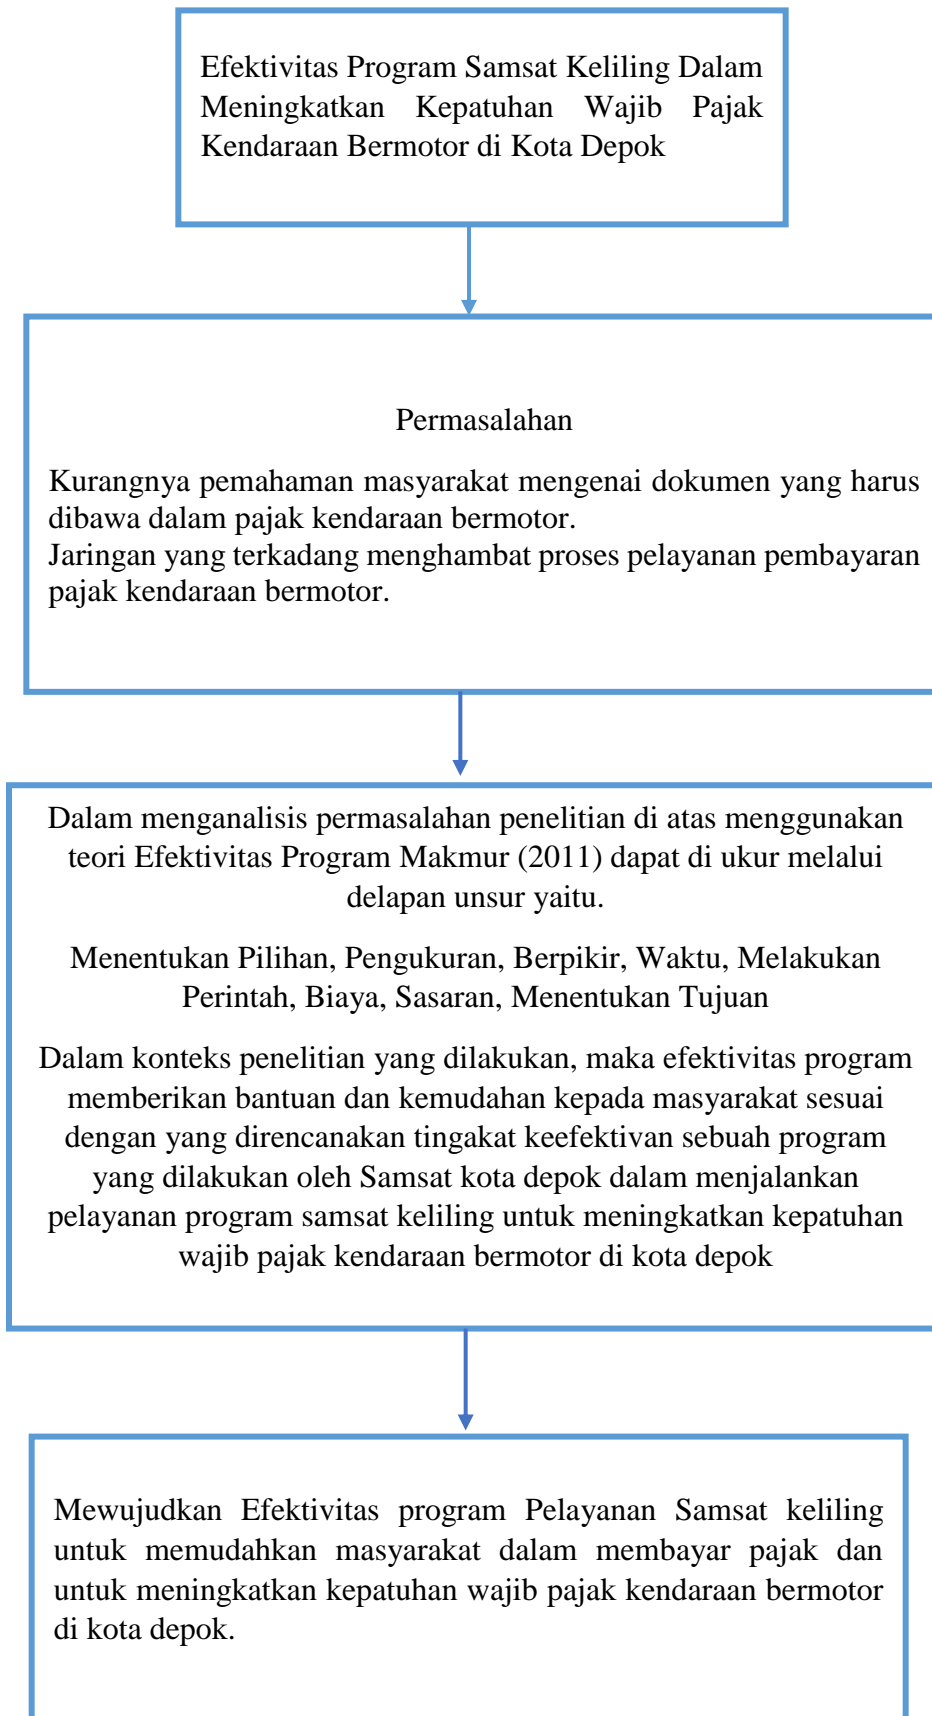 Efektivitas Program Samsat Keliling Dalam
Meningkatkan Kepatuhan Wajib Pajak
Kendaraan Bermotor di Kota Depok
Permasalahan
Kurangnya pemahaman masyarakat mengenai dokumen yang harus
dibawa dalam pajak kendaraan bermotor.
Jaringan yang terkadang menghambat proses pelayanan pembayaran
pajak kendaraan bermotor.
Dalam menganalisis permasalahan penelitian di atas menggunakan
teori Efektivitas Program Makmur (2011) dapat di ukur melalui
delapan unsur yaitu.
Menentukan Pilihan, Pengukuran, Berpikir, Waktu, Melakukan
Perintah, Biaya, Sasaran, Menentukan Tujuan
Dalam konteks penelitian yang dilakukan, maka efektivitas program
memberikan bantuan dan kemudahan kepada masyarakat sesuai
dengan yang direncanakan tingakat keefektivan sebuah program
yang dilakukan oleh Samsat kota depok dalam menjalankan
pelayanan program samsat keliling untuk meningkatkan kepatuhan
wajib pajak kendaraan bermotor di kota depok
Mewujudkan Efektivitas program Pelayanan Samsat keliling
untuk memudahkan masyarakat dalam membayar pajak dan
untuk meningkatkan kepatuhan wajib pajak kendaraan bermotor
di kota depok.